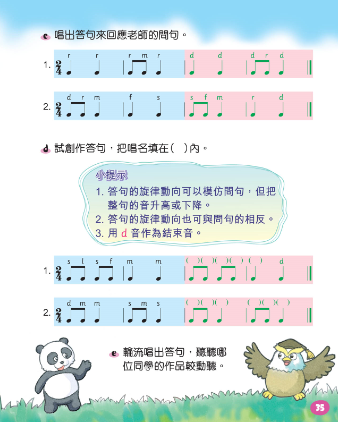 c 唱出答句來回應老師的問句。
r r r m r d d d r d
1. 2 4
d r m f s s f m r d
2. 2 4
d 試創作答句，把唱名填在( )內。
小提示
1. 答句的旋律動向可以模仿問句，但把
整句的音升高或下降。
2. 答句的旋律動向也可與問句的相反。
3. 用 d 音作為結束音。
s l s f m m ( ) ( ) ( ) ( ) ( ) d
1. 2 4
d m m s m s ( ) ( ) ( ) ( ) ( ) ( )
2. 2 4
e 輪流唱出答句，聽聽哪
位同學的作品較動聽。
35